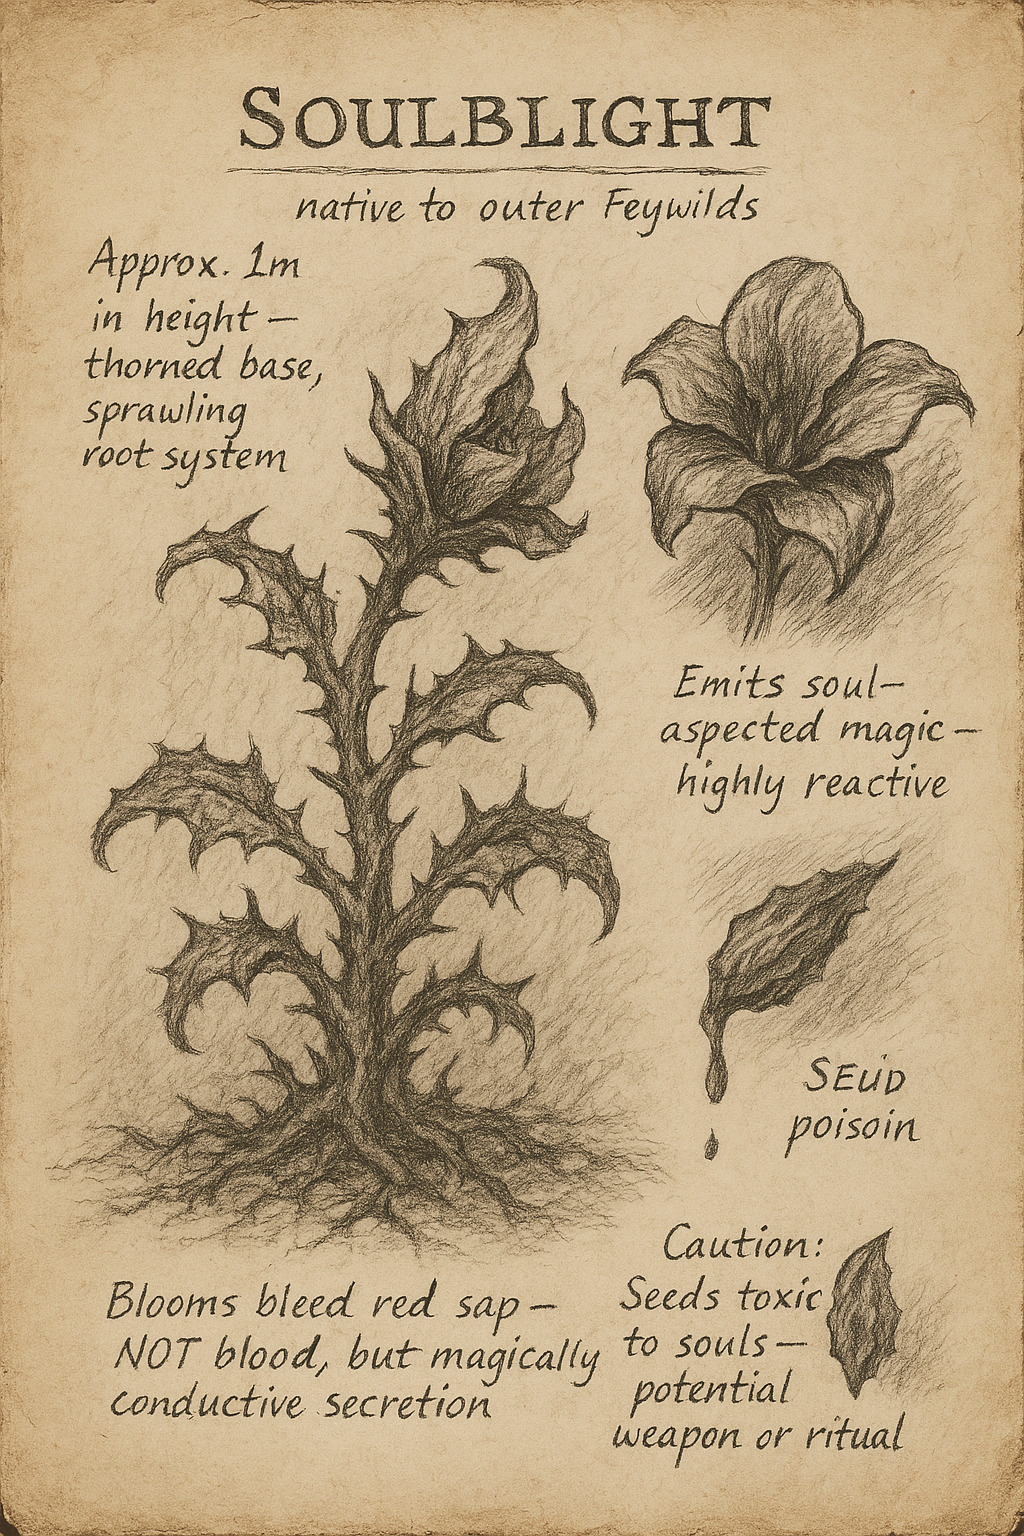 SOULBLIGHT
native to outer Feywilds
Approx. 1m
in height —
thorned base,
sprawling
root system
Emits soul—
aspected magic —
highly reactive
SEUD
poisoin
Blooms bleed red sap —
NOT blood, but magically
conductive secretion
Caution:
Seeds toxic
to souls —
potential
weapon or ritual